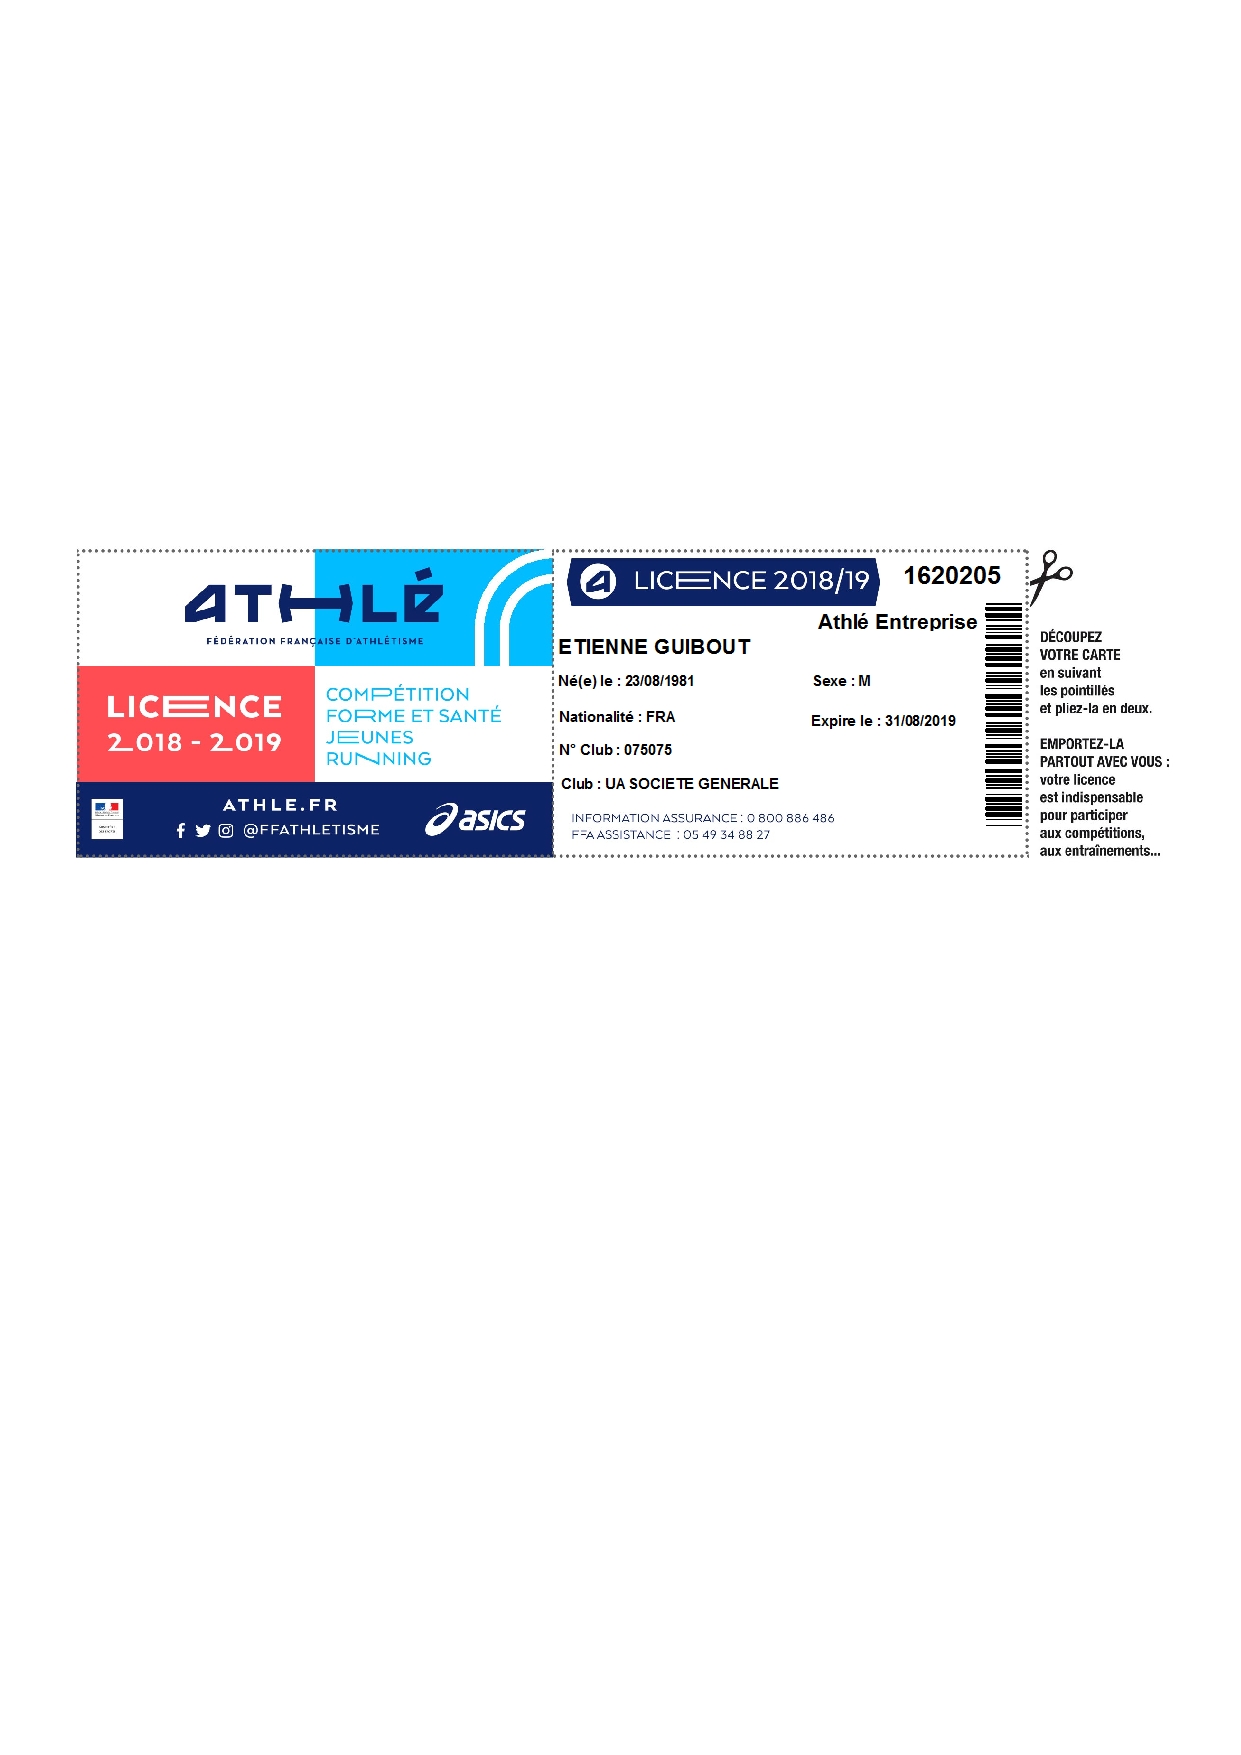 ATHLÉ
FÉDÉRATION FRANÇAISE D'ATHLÉTISME
LICENCE
2018 - 2019
COMPÉTITION
FORME ET SANTÉ
JEUNES
RUNNING
ATHLE.FR
@FFATHLETISME
asics
LICENCE 2018/19
1620205
Athlé Entreprise
ETIENNE GUIBOUT
Né(e) le : 23/08/1981 Sexe : M
Nationalité : FRA Expire le : 31/08/2019
N° Club : 075075
Club : UA SOCIETE GENERALE
INFORMATION ASSURANCE : 0 800 886 486
FFA ASSISTANCE : 05 49 34 88 27
DÉCOUPEZ
VOTRE CARTE
en suivant
les pointillés
et pliez-la en deux.
EMPORTEZ-LA
PARTOUT AVEC VOUS :
votre licence
est indispensable
pour participer
aux compétitions,
aux entraînements...